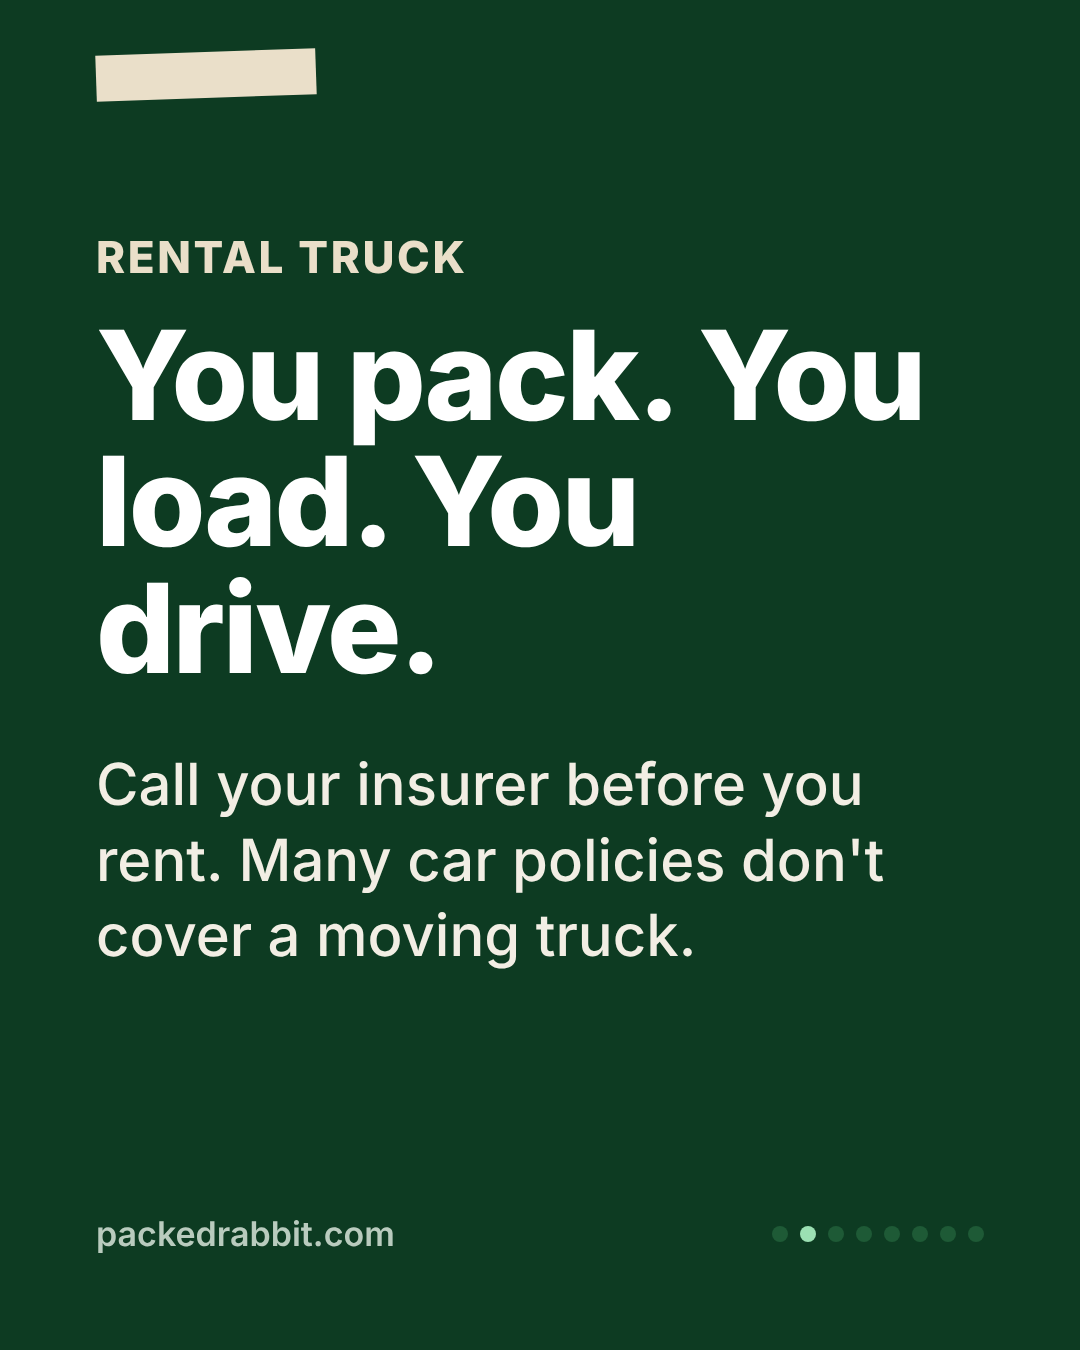 RENTAL TRUCK
You pack. You
load. You
drive.
Call your insurer before you
rent. Many car policies don't
cover a moving truck.
packedrabbit.com